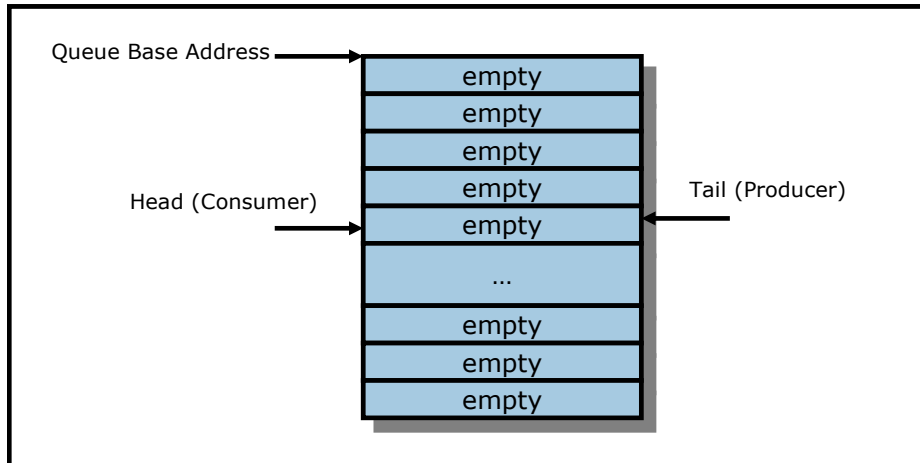 Queue Base Address
empty
empty
empty
empty
Head (Consumer)
Tail (Producer)
empty
...
empty
empty
empty